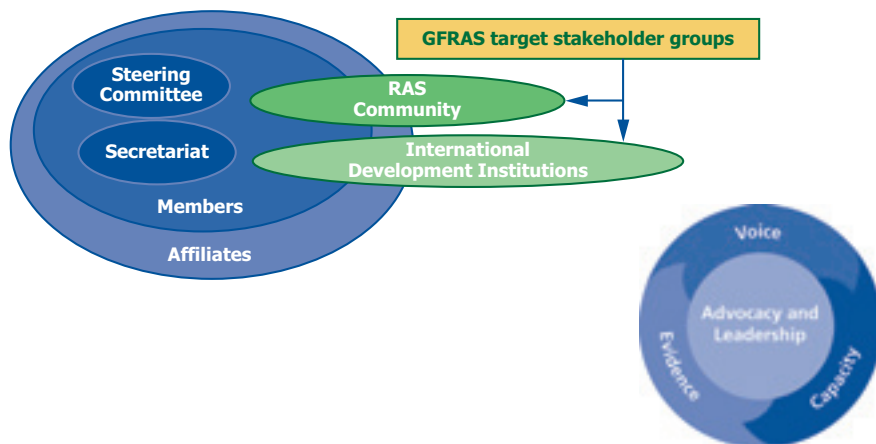 GFRAS target stakeholder groups
Steering
Committee
RAS
Community
Secretariat
International
Development Institutions
Members
Affiliates
Voice
Advocacy and
Leadership
Evidence
Capacity